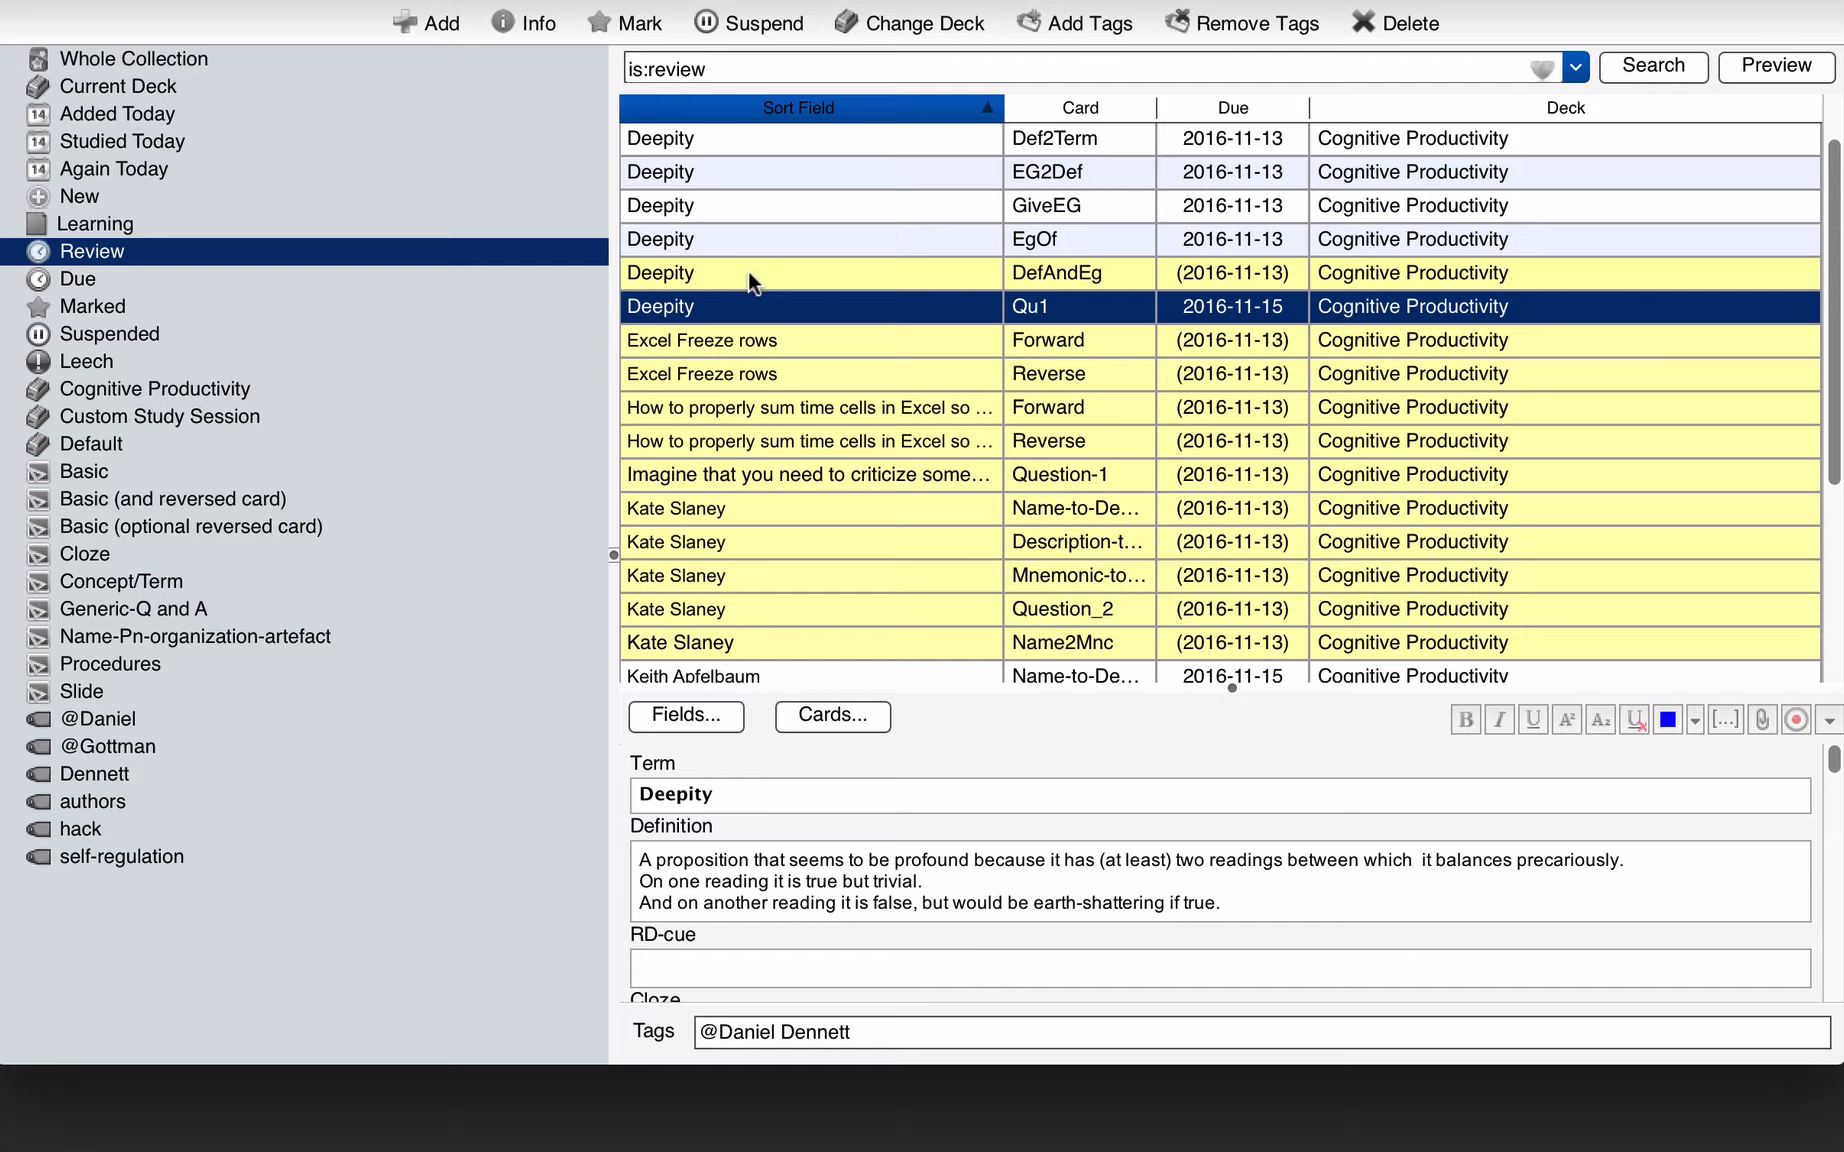 Add Info Mark Suspend Change Deck Add Tags Remove Tags Delete
Whole Collection
Current Deck
14 Added Today
14 Studied Today
14 Again Today
New
Learning
Review
Due
Marked
Suspended
Leech
Cognitive Productivity
Custom Study Session
Default
Basic
Basic (and reversed card)
Basic (optional reversed card)
Cloze
Concept/Term
Generic-Q and A
Name-Pn-organization-artefact
Procedures
Slide
@Daniel
@Gottman
Dennett
authors
hack
self-regulation
is:review Search Preview
Sort Field Card Due Deck
Deepity Def2Term 2016-11-13 Cognitive Productivity
Deepity EG2Def 2016-11-13 Cognitive Productivity
Deepity GiveEG 2016-11-13 Cognitive Productivity
Deepity EgOf 2016-11-13 Cognitive Productivity
Deepity DefAndEg (2016-11-13) Cognitive Productivity
Deepity Qu1 2016-11-15 Cognitive Productivity
Excel Freeze rows Forward (2016-11-13) Cognitive Productivity
Excel Freeze rows Reverse (2016-11-13) Cognitive Productivity
How to properly sum time cells in Excel so ... Forward (2016-11-13) Cognitive Productivity
How to properly sum time cells in Excel so ... Reverse (2016-11-13) Cognitive Productivity
Imagine that you need to criticize some... Question-1 (2016-11-13) Cognitive Productivity
Kate Slaney Name-to-De... (2016-11-13) Cognitive Productivity
Kate Slaney Description-t... (2016-11-13) Cognitive Productivity
Kate Slaney Mnemonic-to... (2016-11-13) Cognitive Productivity
Kate Slaney Question_2 (2016-11-13) Cognitive Productivity
Kate Slaney Name2Mnc (2016-11-13) Cognitive Productivity
Keith Apfelbaum Name-to-De... 2016-11-15 Cognitive Productivity
Fields... Cards... B I U A² A₂ U [...]
Term
Deepity
Definition
A proposition that seems to be profound because it has (at least) two readings between which it balances precariously.
On one reading it is true but trivial.
And on another reading it is false, but would be earth-shattering if true.
RD-cue
Cloze
Tags @Daniel Dennett